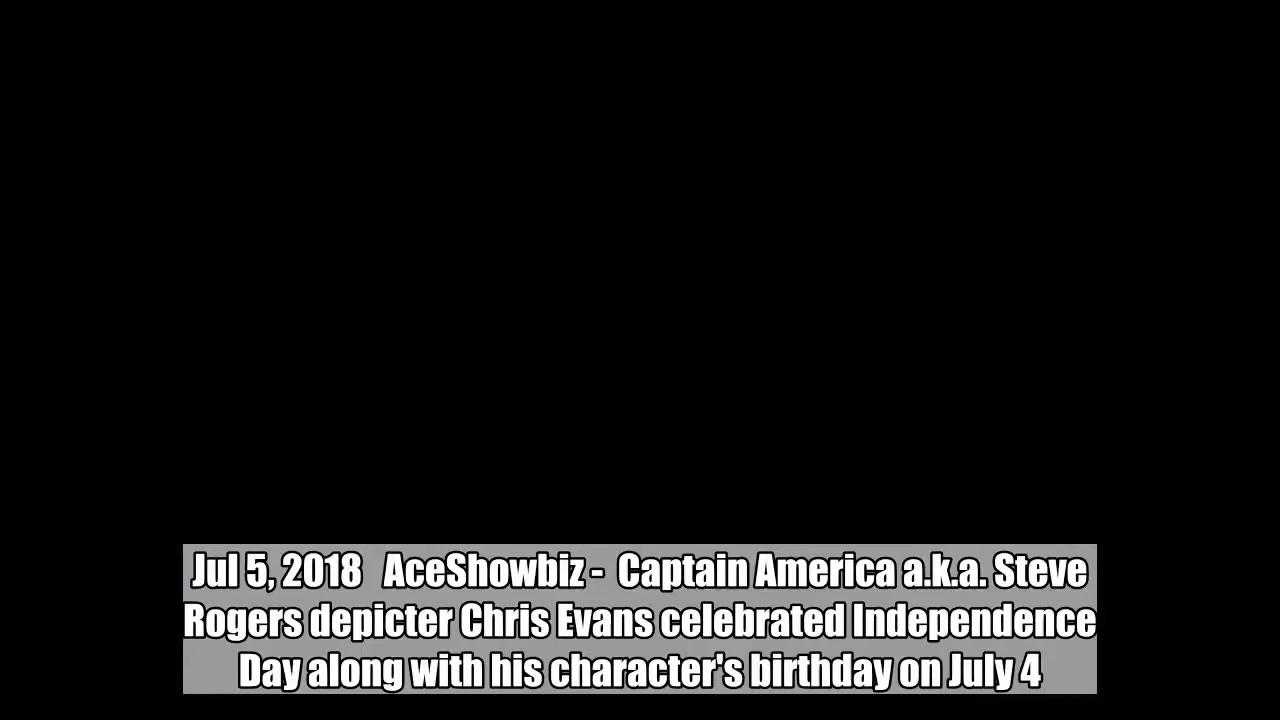 Jul 5, 2018   AceShowbiz -  Captain America a.k.a. Steve
Rogers depicter Chris Evans celebrated Independence
Day along with his character's birthday on July 4